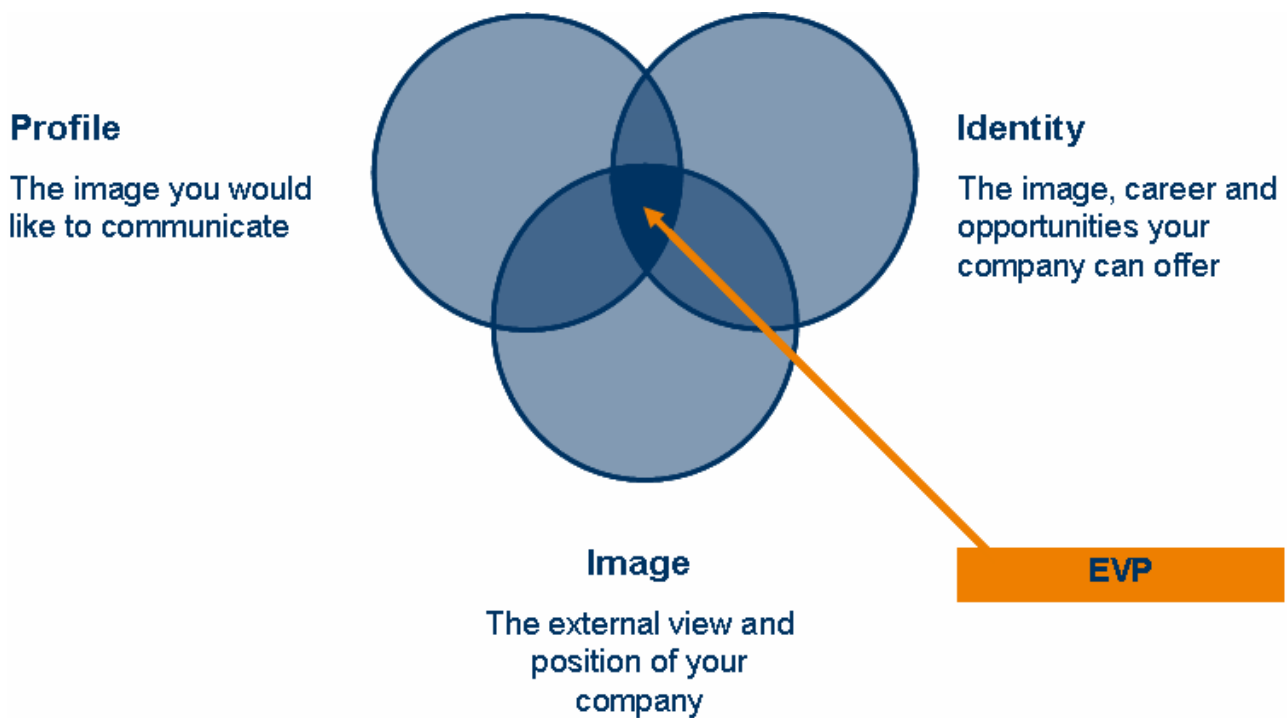 Profile
The image you would
like to communicate
Identity
The image, career and
opportunities your
company can offer
Image
The external view and
position of your
company
EVP